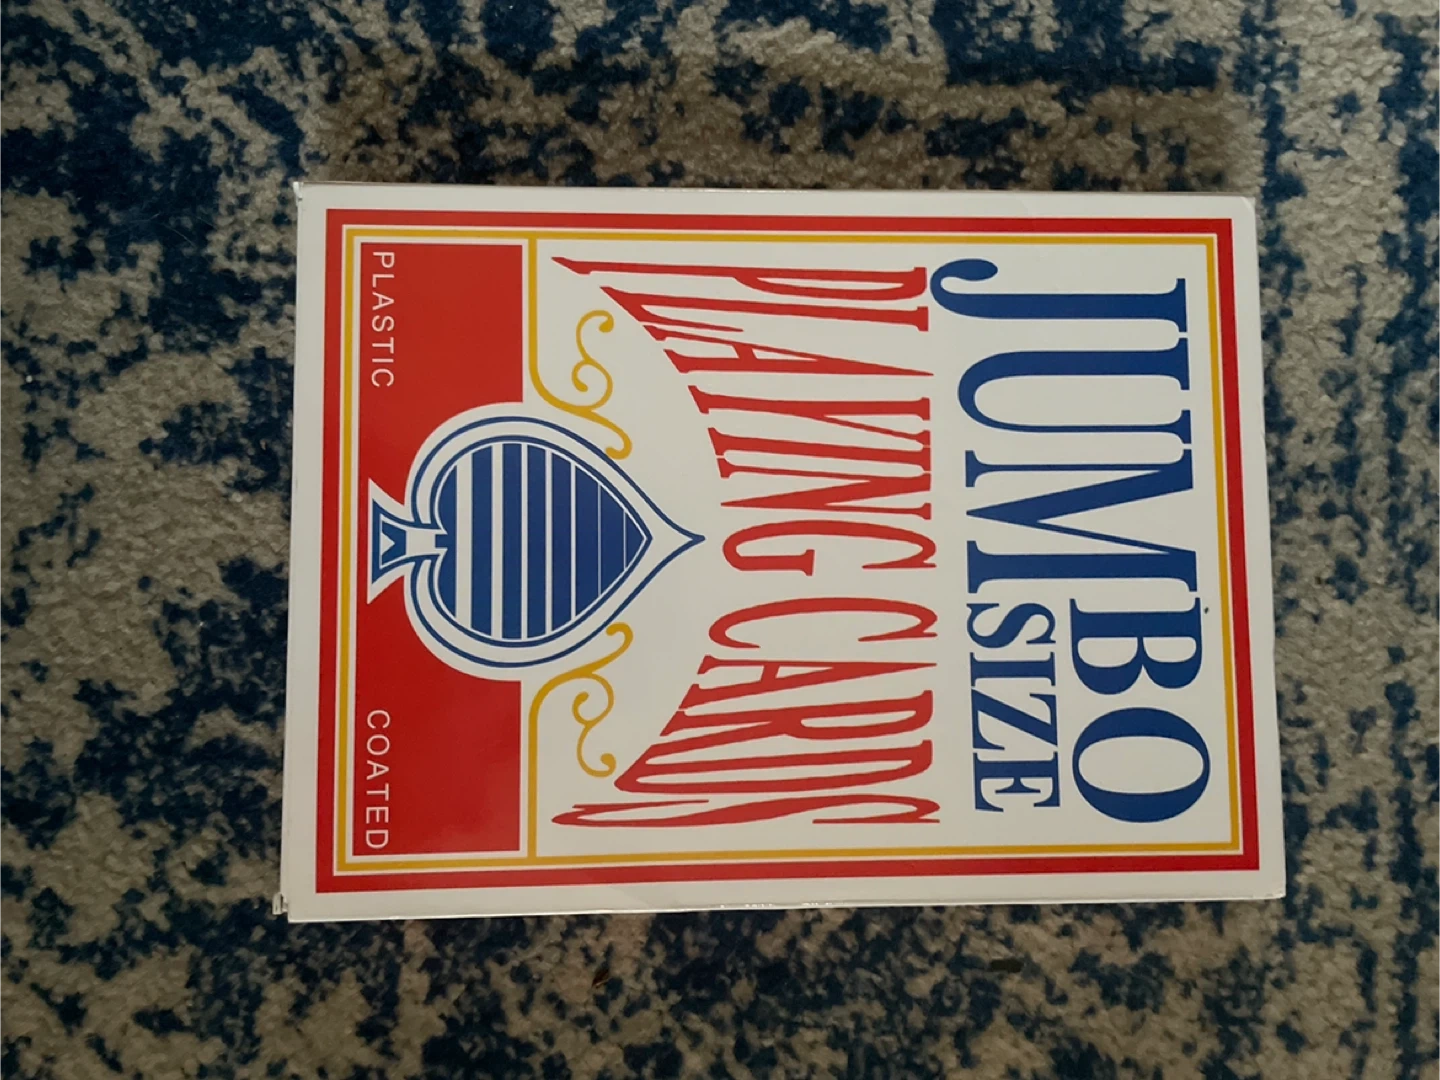 JUMBO
SIZE
PLAYING CARDS
PLASTIC COATED